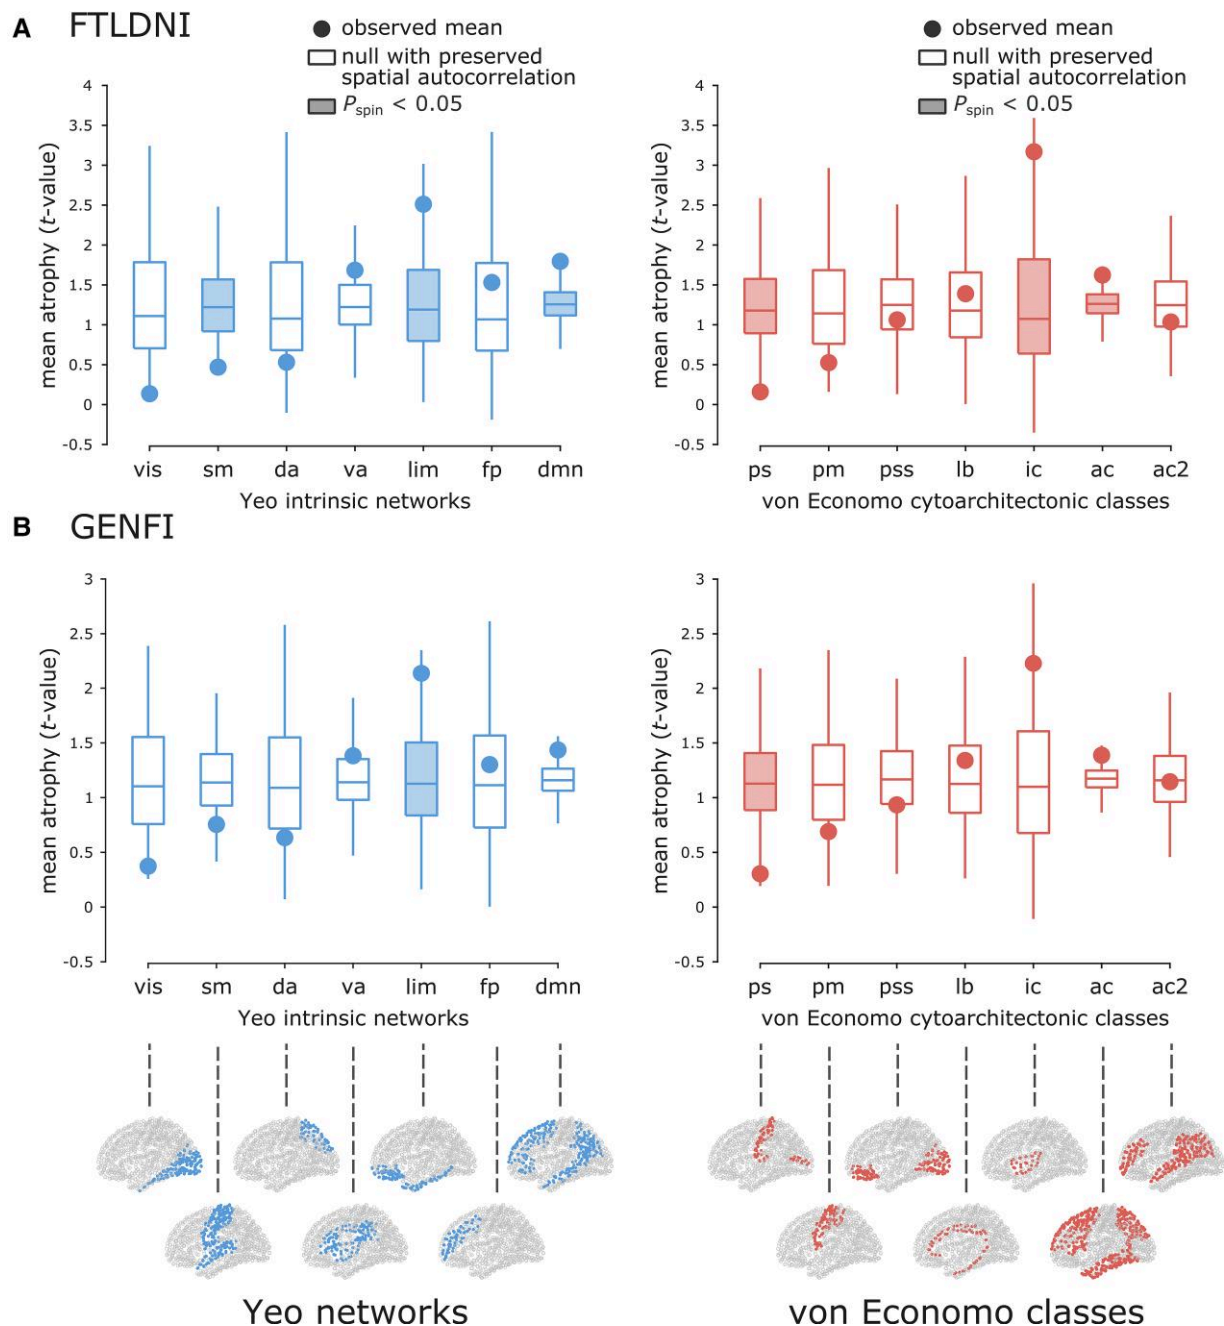 A FTLDNI
observed mean
null with preserved
spatial autocorrelation
Pspin < 0.05
mean atrophy (t-value)
4
3.5
3
2.5
2
1.5
1
0.5
0
-0.5
vis sm da va lim fp dmn
Yeo intrinsic networks
observed mean
null with preserved
spatial autocorrelation
Pspin < 0.05
mean atrophy (t-value)
4
3.5
3
2.5
2
1.5
1
0.5
0
-0.5
ps pm pss lb ic ac ac2
von Economo cytoarchitectonic classes
B GENFI
mean atrophy (t-value)
3
2.5
2
1.5
1
0.5
0
-0.5
vis sm da va lim fp dmn
Yeo intrinsic networks
mean atrophy (t-value)
3
2.5
2
1.5
1
0.5
0
-0.5
ps pm pss lb ic ac ac2
von Economo cytoarchitectonic classes
Yeo networks
von Economo classes